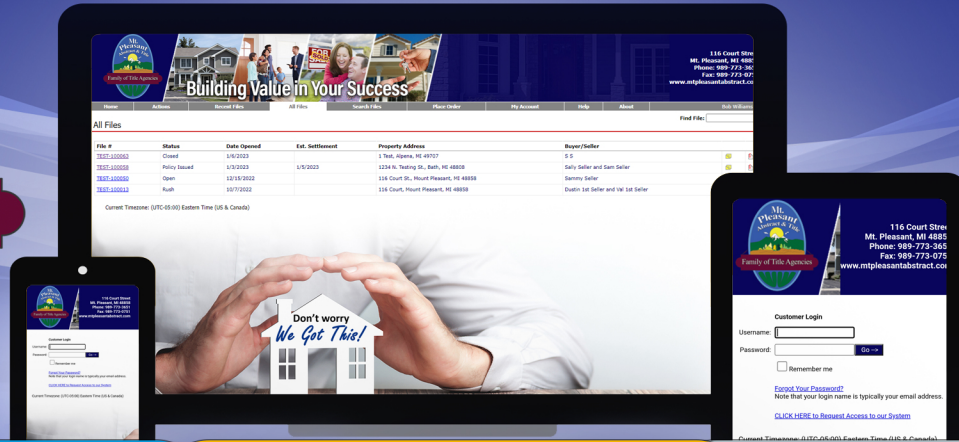 Mt.
Pleasant
Abstract & Title
Family of Title Agencies
FOR
Building Value in Your Success
116 Court Stre
Mt. Pleasant, MI 488
Phone: 989-773-36
Fax: 989-773-07
www.mtpleasantabstract.co
Home Actions Recent Files All Files Search Files Place Order My Account Help About Bob Williams
Find File:
All Files
File # Status Date Opened Est. Settlement Property Address Buyer/Seller
TEST-100063 Closed 1/6/2023 1 Test, Alpena, MI 49707 S S
TEST-100058 Policy Issued 1/3/2023 1/5/2023 1234 N. Testing St., Bath, MI 48808 Sally Seller and Sam Seller
TEST-100050 Open 12/15/2022 116 Court St., Mount Pleasant, MI 48858 Sammy Seller
TEST-100013 Rush 10/7/2022 116 Court, Mount Pleasant, MI 48858 Dustin 1st Seller and Val 1st Seller
Current Timezone: (UTC-05:00) Eastern Time (US & Canada)
Don't worry
We Got This!
Mt.
Pleasant
Abstract & Title
Family of Title Agencies
116 Court Street
Mt. Pleasant, MI 48858
Phone: 989-773-3651
Fax: 989-773-0751
www.mtpleasantabstract.com
Customer Login
Username:
Password: Go -->
Remember me
Forgot Your Password?
Note that your login name is typically your email address.
CLICK HERE to Request Access to our System
Current Timezone: (UTC-05:00) Eastern Time (US & Canada)
Mt.
Pleasant
Abstract & Title
Family of Title Agencies
116 Court Stree
Mt. Pleasant, MI 4885
Phone: 989-773-365
Fax: 989-773-075
www.mtpleasantabstract.co
Customer Login
Username:
Password: Go -->
Remember me
Forgot Your Password?
Note that your login name is typically your email address.
CLICK HERE to Request Access to our System
Current Timezone: (UTC-05:00) Eastern Time (US & Canada)